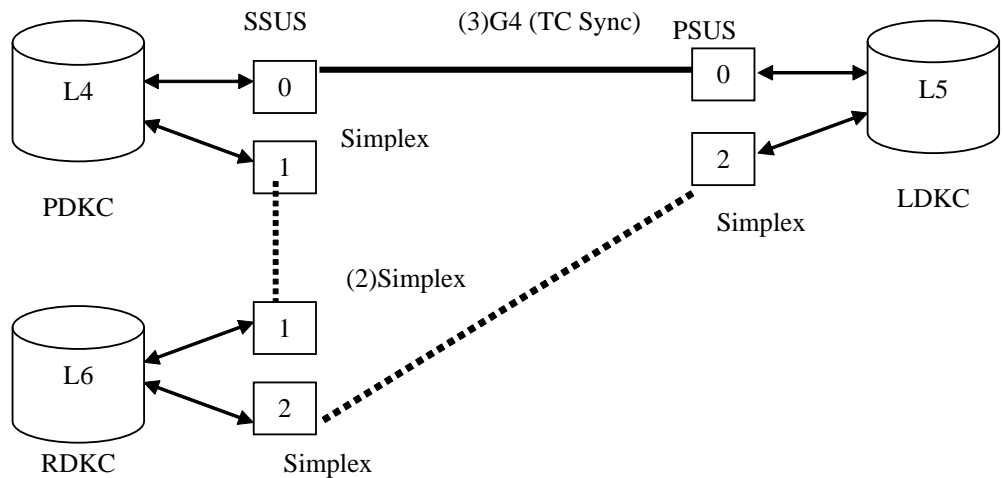 SSUS
(3)G4 (TC Sync)
PSUS
L4
0
0
L5
Simplex
1
2
PDKC
LDKC
Simplex
(2)Simplex
1
L6
2
RDKC
Simplex